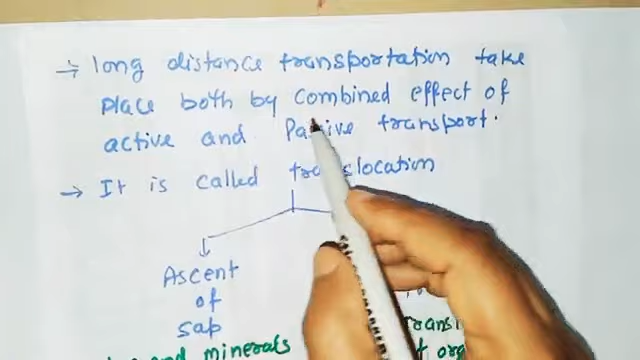 long distance transportation take
place both by combined effect of
active and Passive transport.
→ It is called translocation
Ascent
of
sap
and minerals